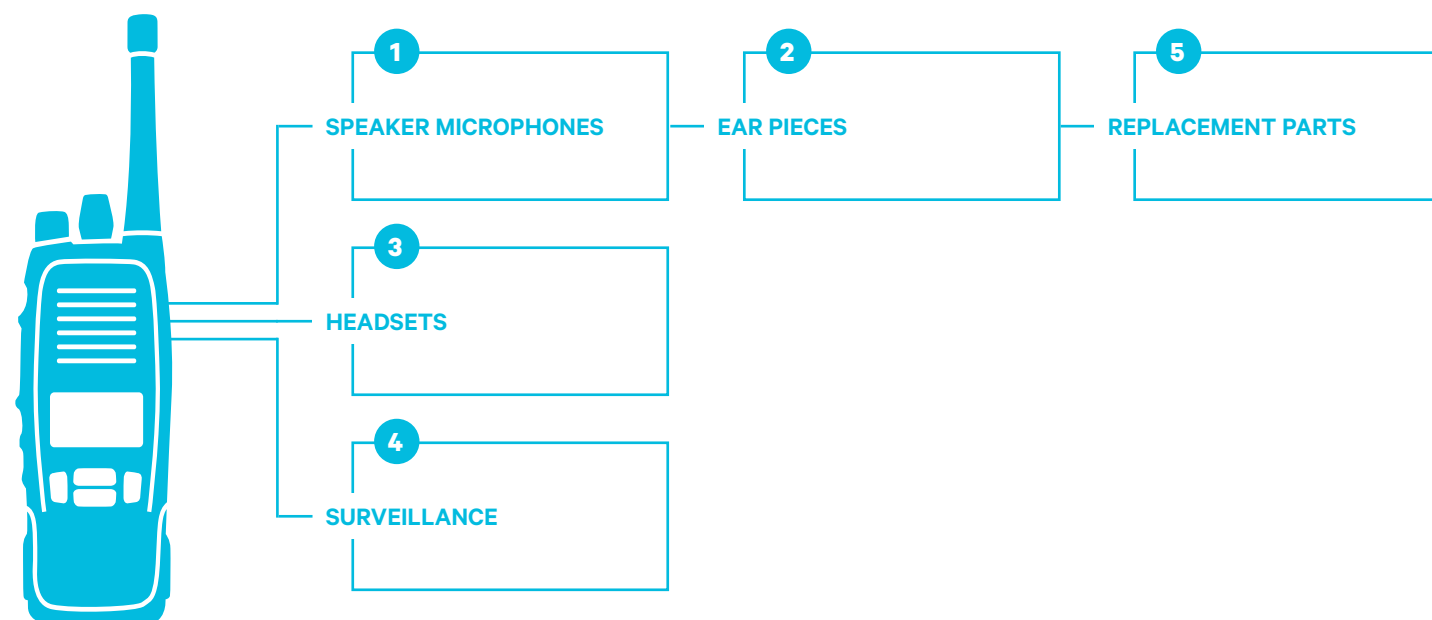 1
SPEAKER MICROPHONES
2
EAR PIECES
5
REPLACEMENT PARTS
3
HEADSETS
4
SURVEILLANCE